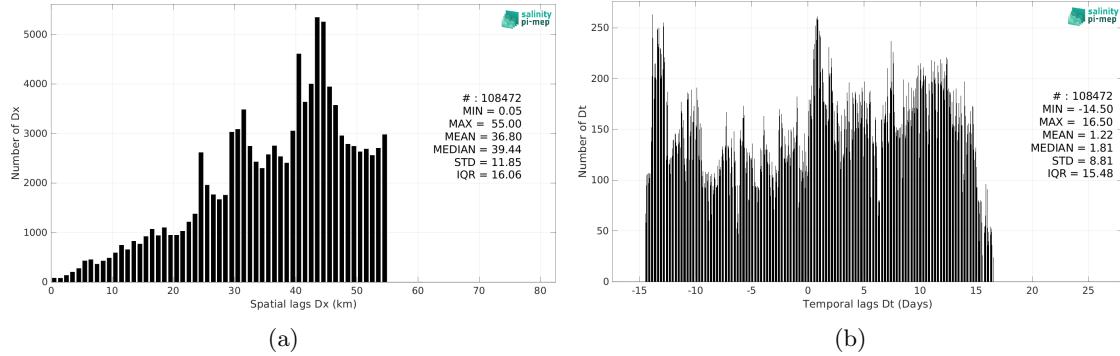 salinity
pi-mep
5000
4000
3000
2000
1000
0
Number of Dx
# : 108472
MIN = 0.05
MAX = 55.00
MEAN = 36.80
MEDIAN = 39.44
STD = 11.85
IQR = 16.06
0 10 20 30 40 50 60 70 80
Spatial lags Dx (km)
(a)
salinity
pi-mep
250
200
150
100
50
0
Number of Dt
# : 108472
MIN = -14.50
MAX = 16.50
MEAN = 1.22
MEDIAN = 1.81
STD = 8.81
IQR = 15.48
-15 -10 -5 0 5 10 15 20 25
Temporal lags Dt (Days)
(b)